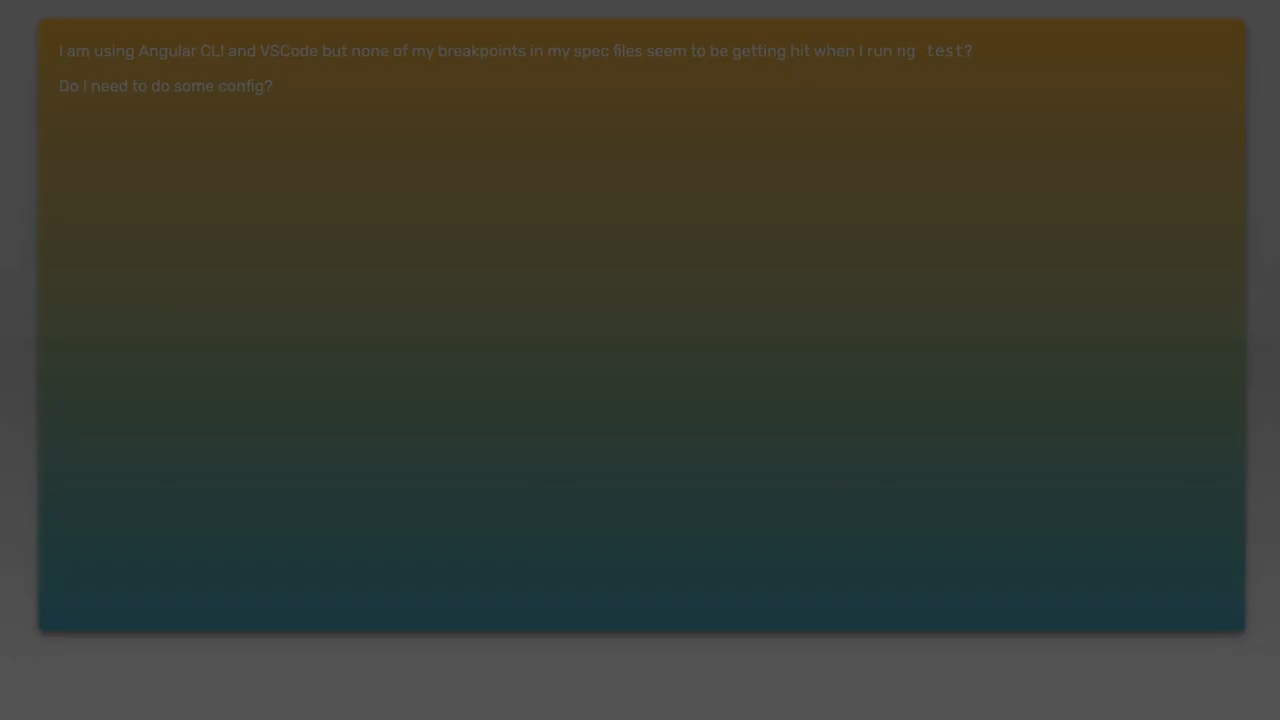 I am using Angular CLI and VSCode but none of my breakpoints in my spec files seem to be getting hit when I run ng test?
Do I need to do some config?